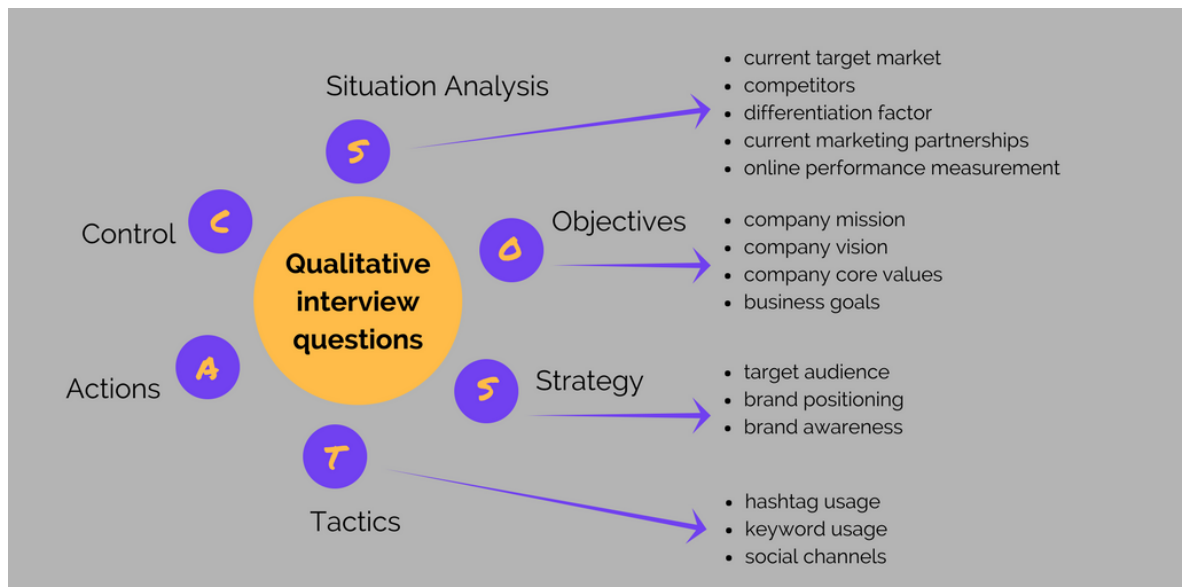 Situation Analysis
S
current target market
competitors
differentiation factor
current marketing partnerships
online performance measurement
O
Objectives
company mission
company vision
company core values
business goals
S
Strategy
target audience
brand positioning
brand awareness
T
Tactics
hashtag usage
keyword usage
social channels
A
Actions
C
Control
Qualitative
interview
questions